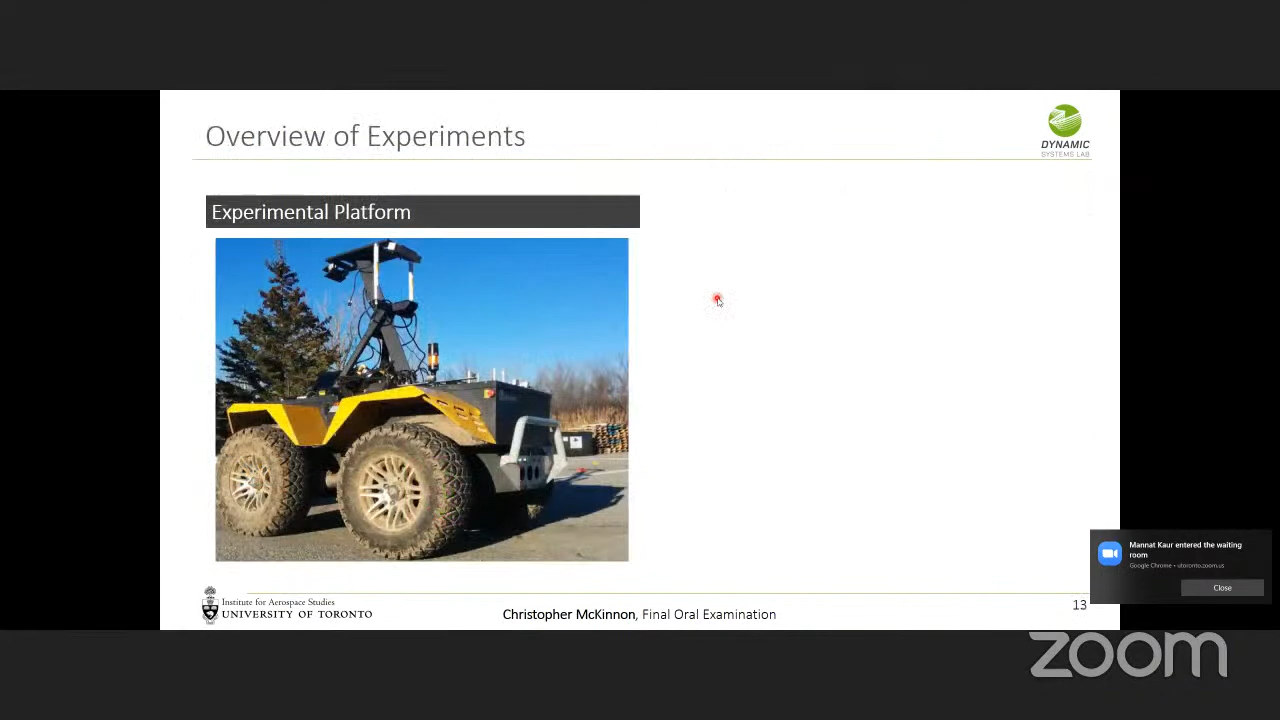 Overview of Experiments
DYNAMIC
SYSTEMS LAB
Experimental Platform
Mannat Kaur entered the waiting
room
Google Chrome • utoronto.zoom.us
Close
Institute for Aerospace Studies
UNIVERSITY OF TORONTO
Christopher McKinnon, Final Oral Examination
13
zoom